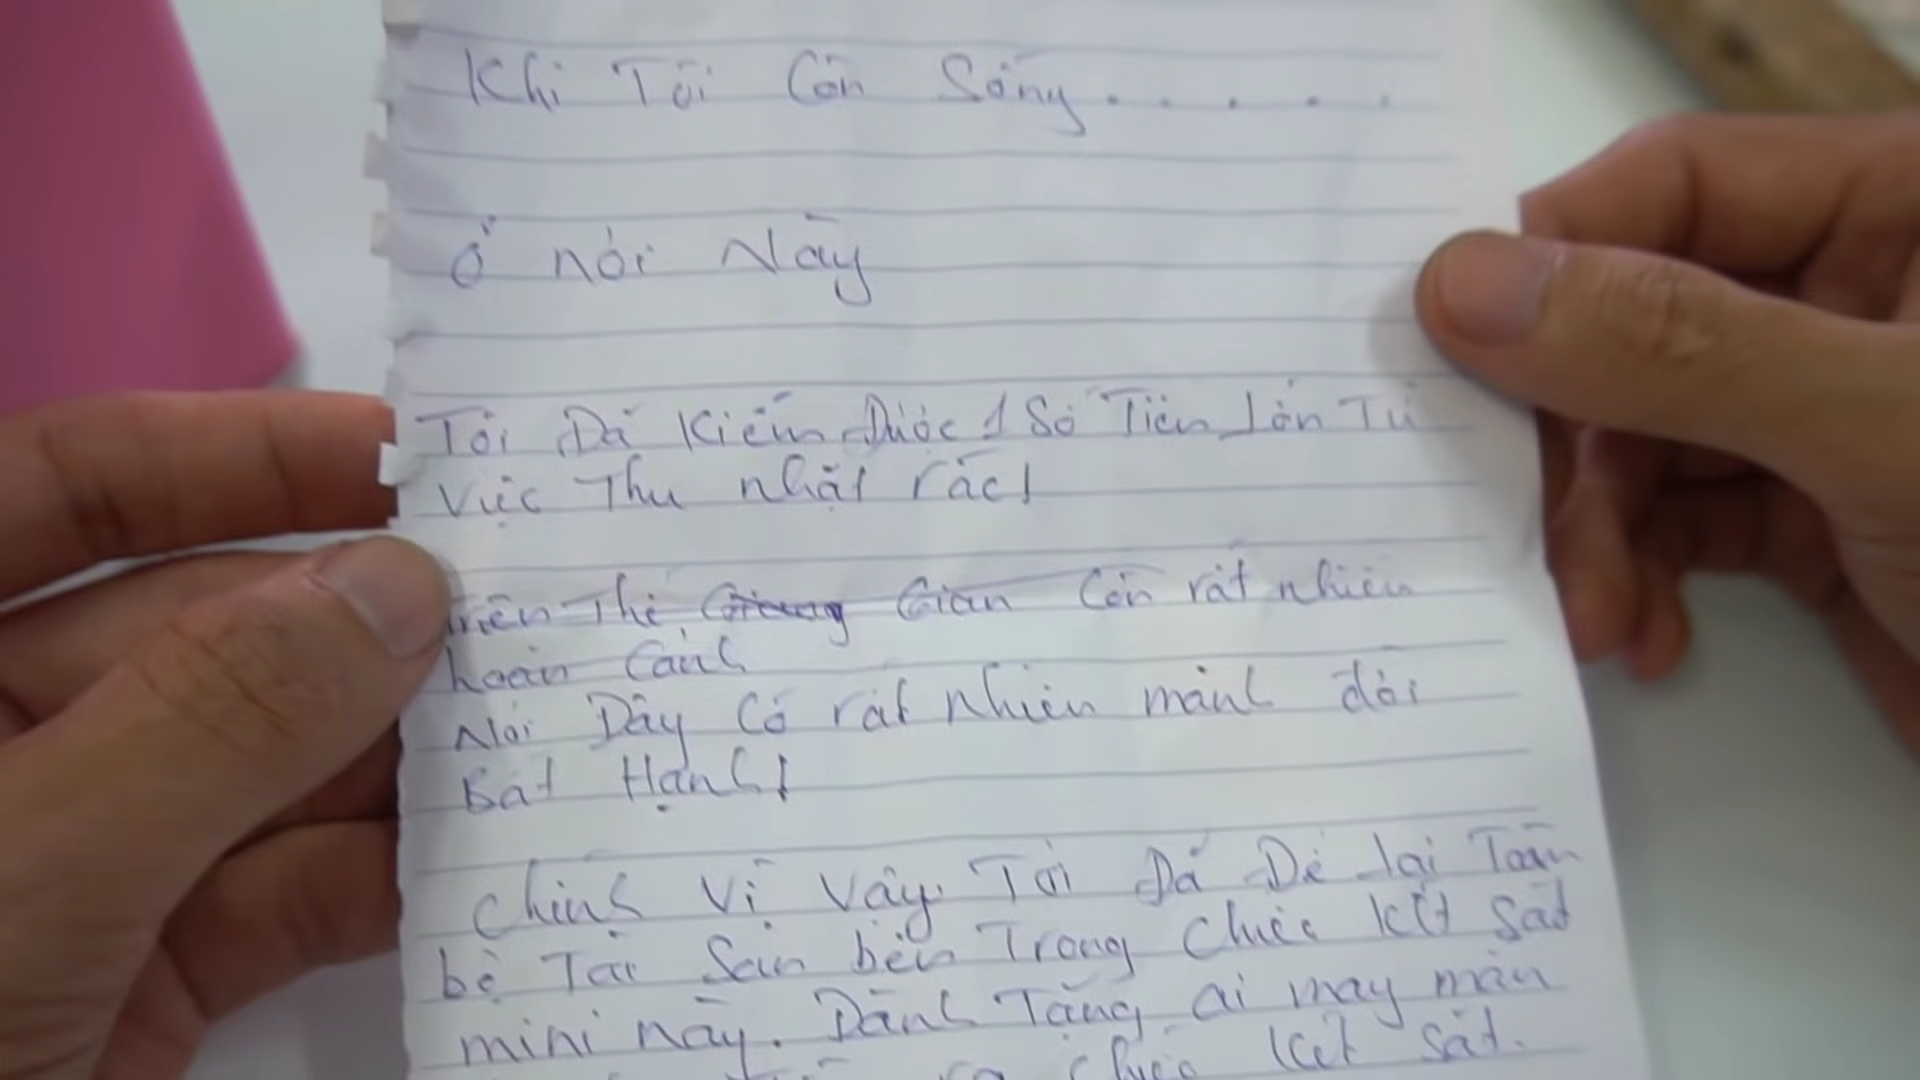 Khi Tôi Còn Sống.....
Ở nơi Này
Tôi Đã Kiếm Được 1 Số Tiền Lớn Từ
Việc Thu nhặt rác!
Trên Thế Gian Còn rất nhiều
hoàn Cảnh
Nơi Đây Có rất Nhiều mảnh đời
Bất Hạnh!
Chính Vì Vậy. Tôi Đã Để lại Toàn
bộ Tài Sản bên Trong Chiếc Két Sắt
mini này. Dành Tặng ai may mắn
Chiếc Két Sắt.